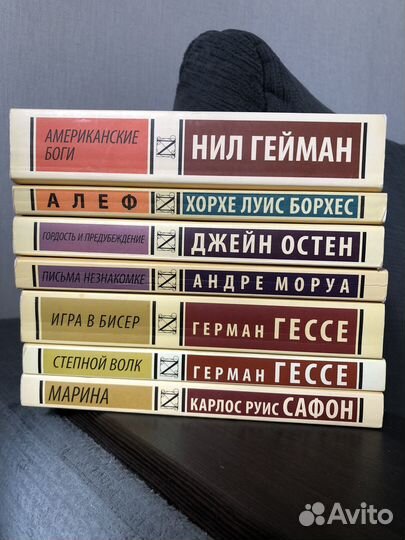 АМЕРИКАНСКИЕ
БОГИ
НИЛ ГЕЙМАН
АЛЕФ
ХОРХЕ ЛУИС БОРХЕС
ГОРДОСТЬ И ПРЕДУБЕЖДЕНИЕ
ДЖЕЙН ОСТЕН
ПИСЬМА НЕЗНАКОМКЕ
АНДРЕ МОРУА
ИГРА В БИСЕР
ГЕРМАН ГЕССЕ
СТЕПНОЙ ВОЛК
ГЕРМАН ГЕССЕ
МАРИНА
КАРЛОС РУИС САФОН
Avito